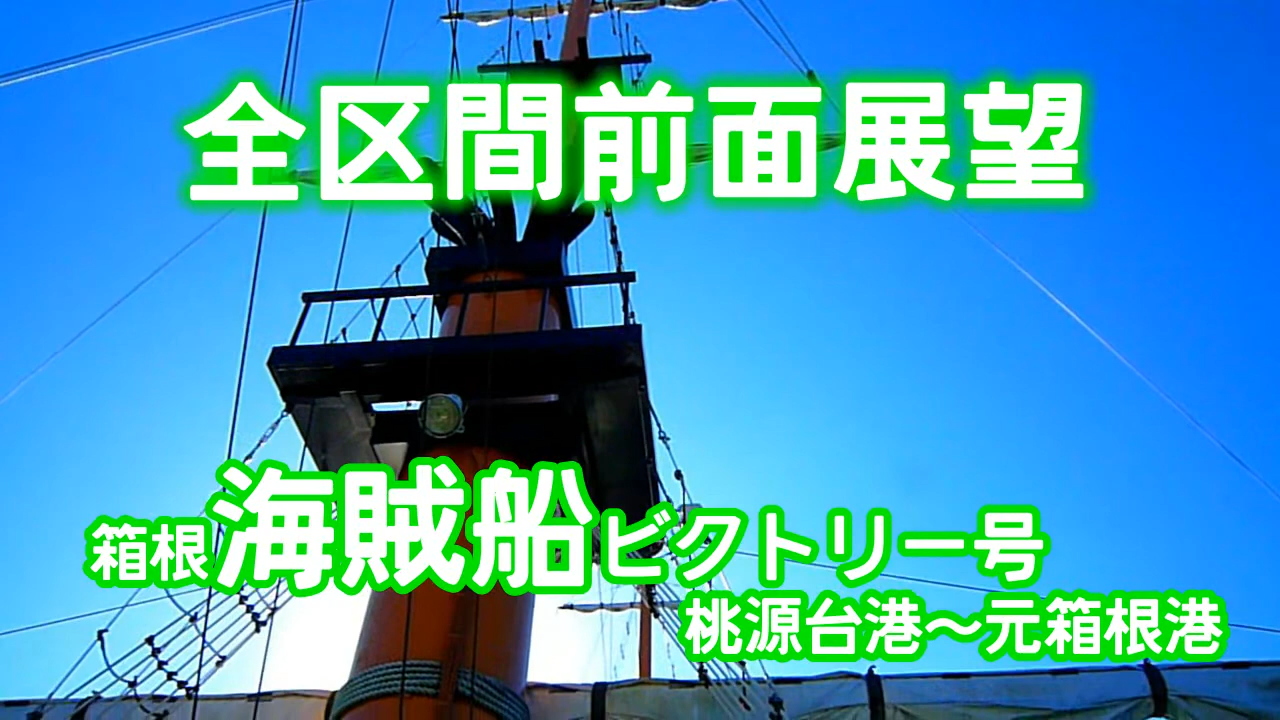 全区間前面展望
箱根海賊船ビクトリー号
桃源台港～元箱根港